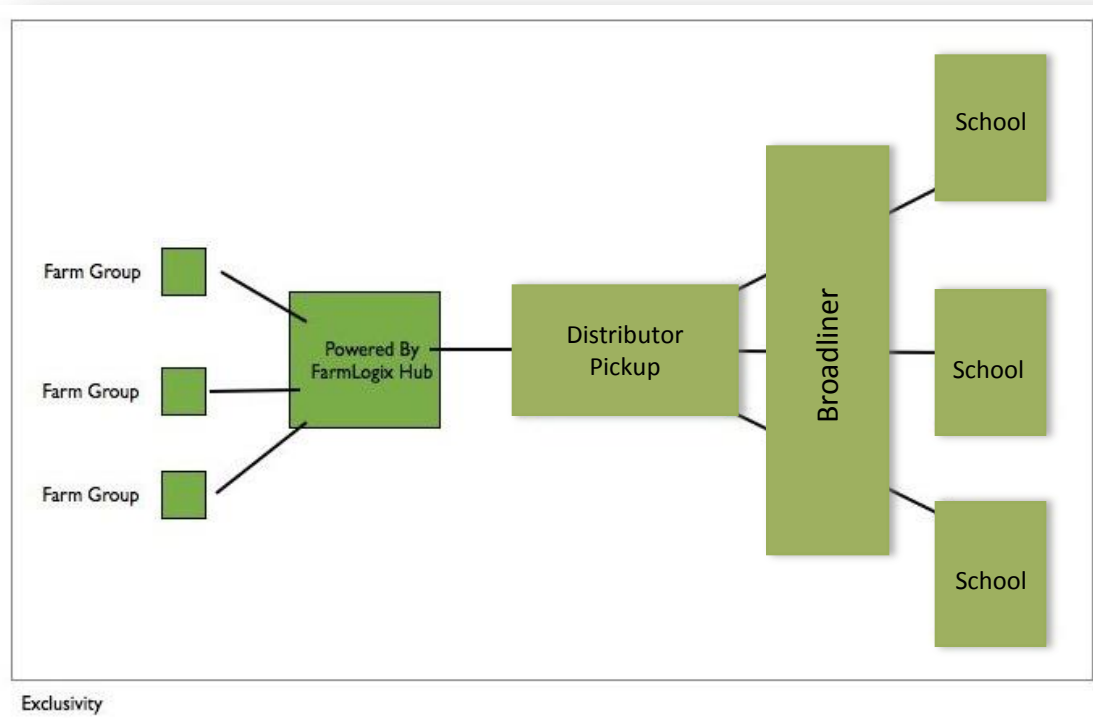 School
Farm Group
Powered By
FarmLogix Hub
Distributor
Pickup
Broadliner
School
Farm Group
Farm Group
School
Exclusivity